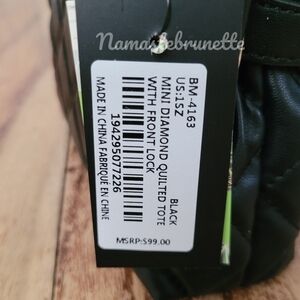 Namastebrunette
BM-4163
US:1SZ
BLACK
MINI DIAMOND QUILTED TOTE
WITH FRONT LOCK
194295077226
MADE IN CHINA FABRIQUÉ EN CHINE
MSRP:$99.00